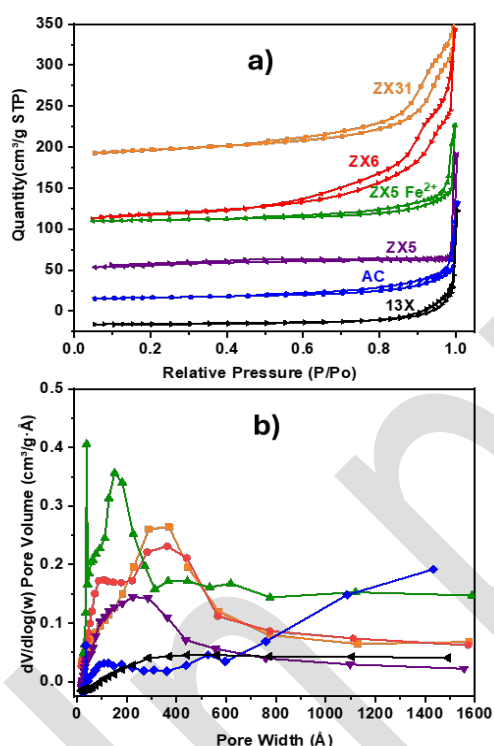 350
300
250
200
150
100
50
0
Quantity(cm³/g STP)
a)
ZX31
ZX6
ZX5 Fe²⁺
ZX5
AC
13X
0.0 0.2 0.4 0.6 0.8 1.0
Relative Pressure (P/Po)
0.5
0.4
0.3
0.2
0.1
0.0
dV/dlog(w) Pore Volume (cm³/g·Å)
b)
0 200 400 600 800 1000 1200 1400 1600
Pore Width (Å)